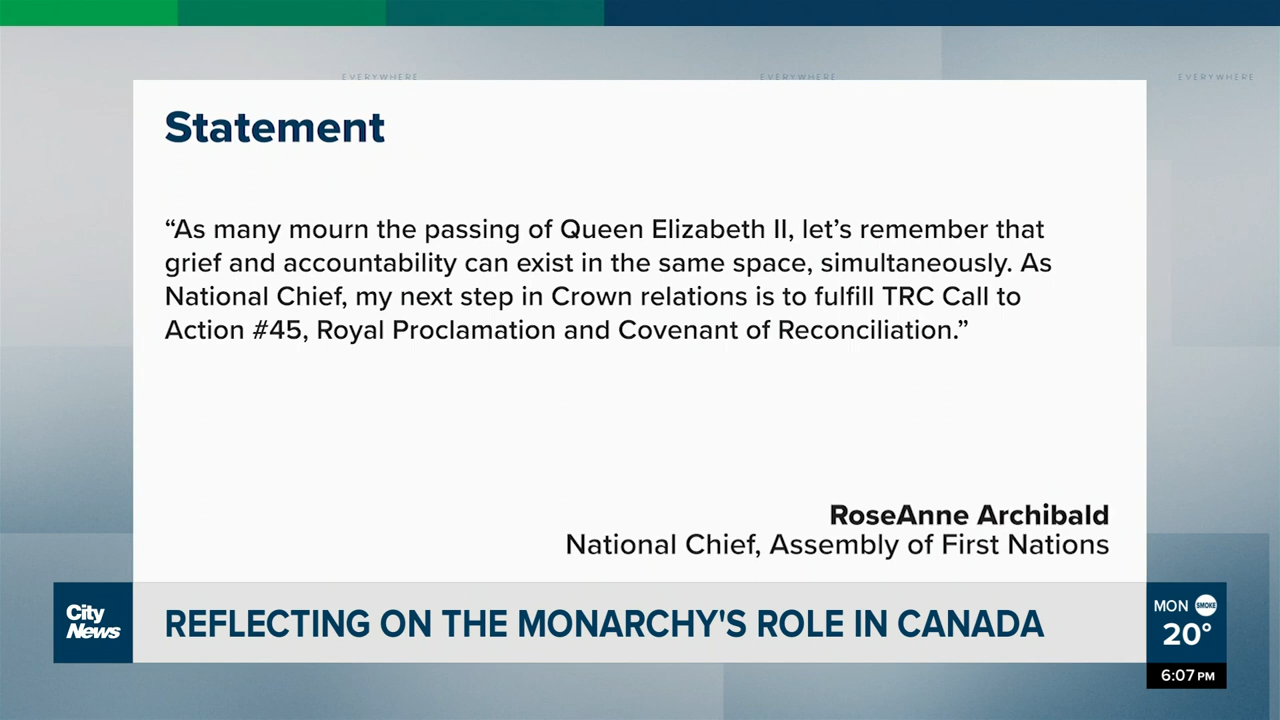 EVERYWHERE EVERYWHERE EVERYWHERE
Statement
“As many mourn the passing of Queen Elizabeth II, let’s remember that
grief and accountability can exist in the same space, simultaneously. As
National Chief, my next step in Crown relations is to fulfill TRC Call to
Action #45, Royal Proclamation and Covenant of Reconciliation.”
RoseAnne Archibald
National Chief, Assembly of First Nations
City
News
REFLECTING ON THE MONARCHY'S ROLE IN CANADA
MON SMOKE
20°
6:07 PM